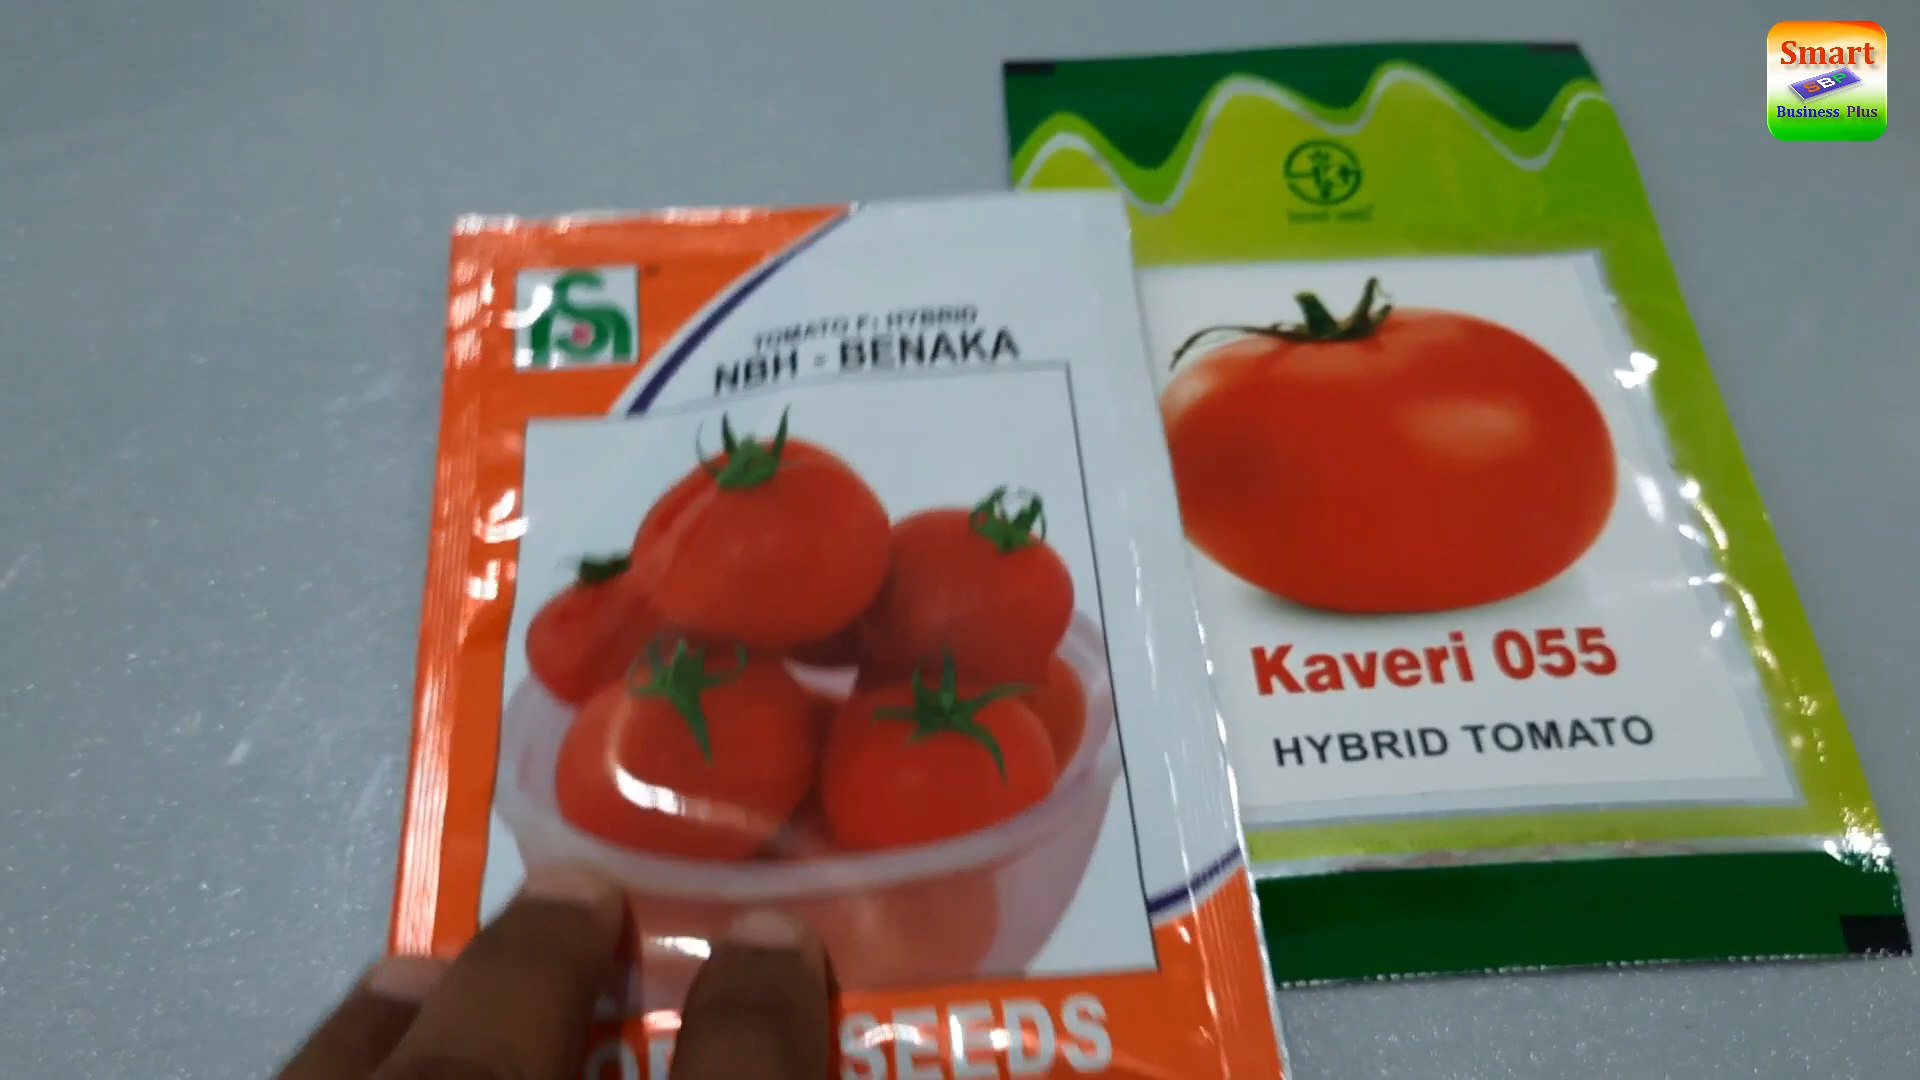 Smart
SBP
Business Plus
TOMATO F1 HYBRID
NBH - BENAKA
SEEDS
Kaveri 055
HYBRID TOMATO